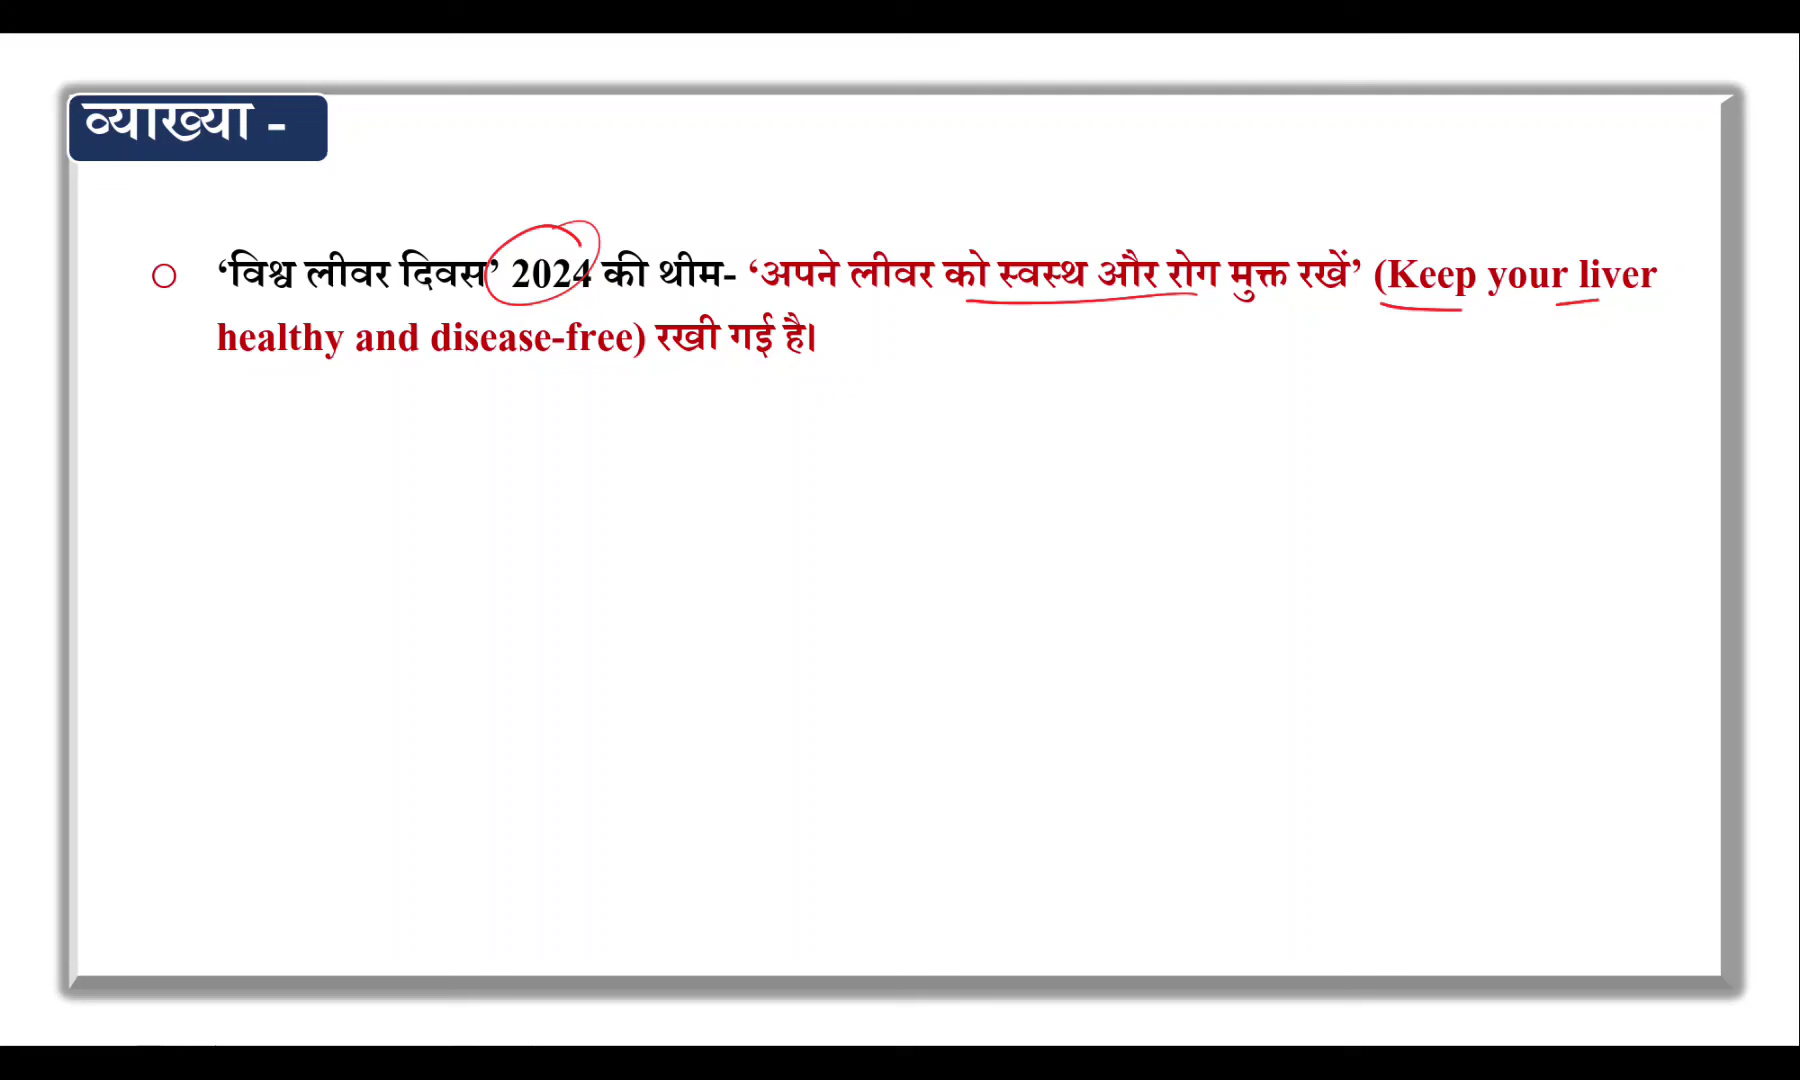 व्याख्या -
‘विश्व लीवर दिवस’ 2024 की थीम- ‘अपने लीवर को स्वस्थ और रोग मुक्त रखें’ (Keep your liver
healthy and disease-free) रखी गई है।